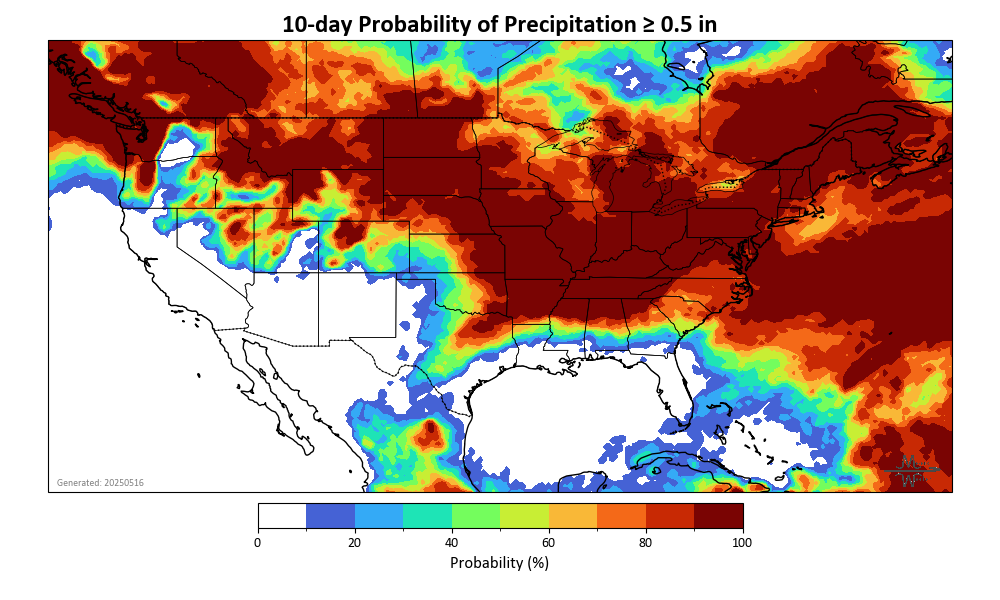 10-day Probability of Precipitation ≥ 0.5 in
Generated: 20250516
0 20 40 60 80 100
Probability (%)